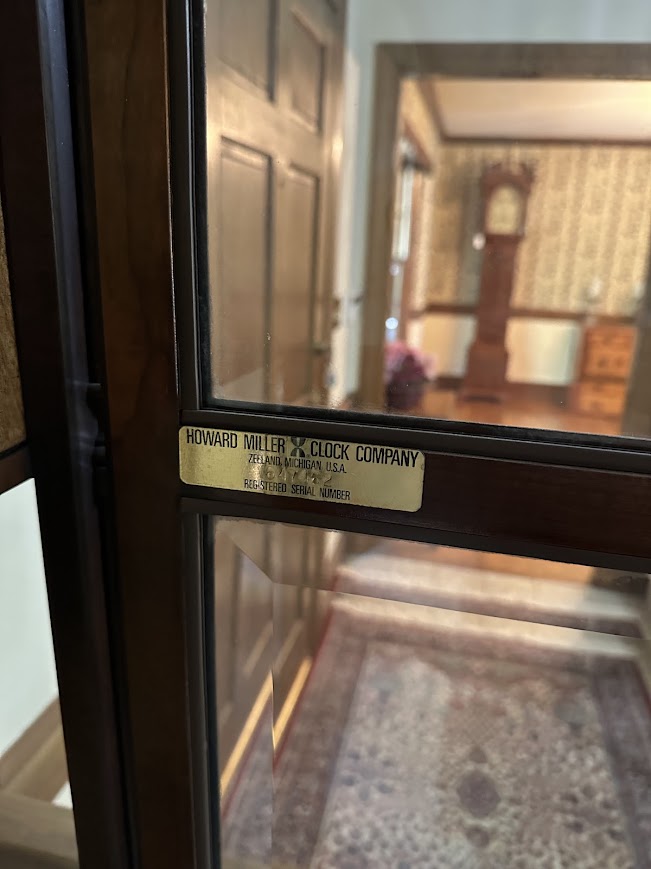 HOWARD MILLER CLOCK COMPANY
ZEELAND, MICHIGAN U.S.A.
REGISTERED SERIAL NUMBER